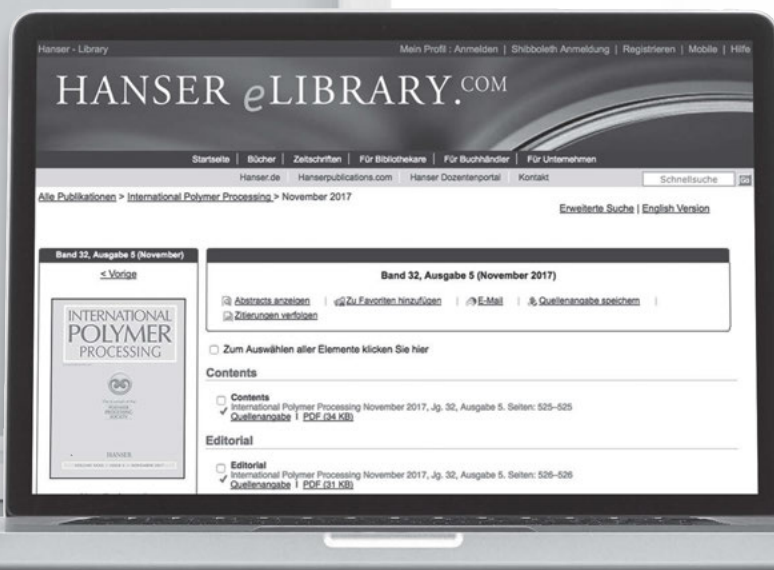 Hanser - Library
Mein Profil : Anmelden | Shibboleth Anmeldung | Registrieren | Mobile | Hilfe
HANSER eLIBRARY.COM
Startseite | Bücher | Zeitschriften | Für Bibliothekare | Für Buchhändler | Für Unternehmen
Hanser.de Hanserpublications.com Hanser Dozentenportal Kontakt
Schnellsuche
Alle Publikationen > International Polymer Processing > November 2017
Erweiterte Suche | English Version
Band 32, Ausgabe 5 (November)
< Vorige
INTERNATIONAL
POLYMER
PROCESSING
HANSER
Band 32, Ausgabe 5 (November 2017)
Abstracts anzeigen | Zu Favoriten hinzufügen | E-Mail | Quellenangabe speichern |
Zitierungen verfolgen
Zum Auswählen aller Elemente klicken Sie hier
Contents
Contents
International Polymer Processing November 2017, Jg. 32, Ausgabe 5. Seiten: 525–525
Quellenangabe | PDF (34 KB)
Editorial
Editorial
International Polymer Processing November 2017, Jg. 32, Ausgabe 5. Seiten: 526–526
Quellenangabe | PDF (31 KB)